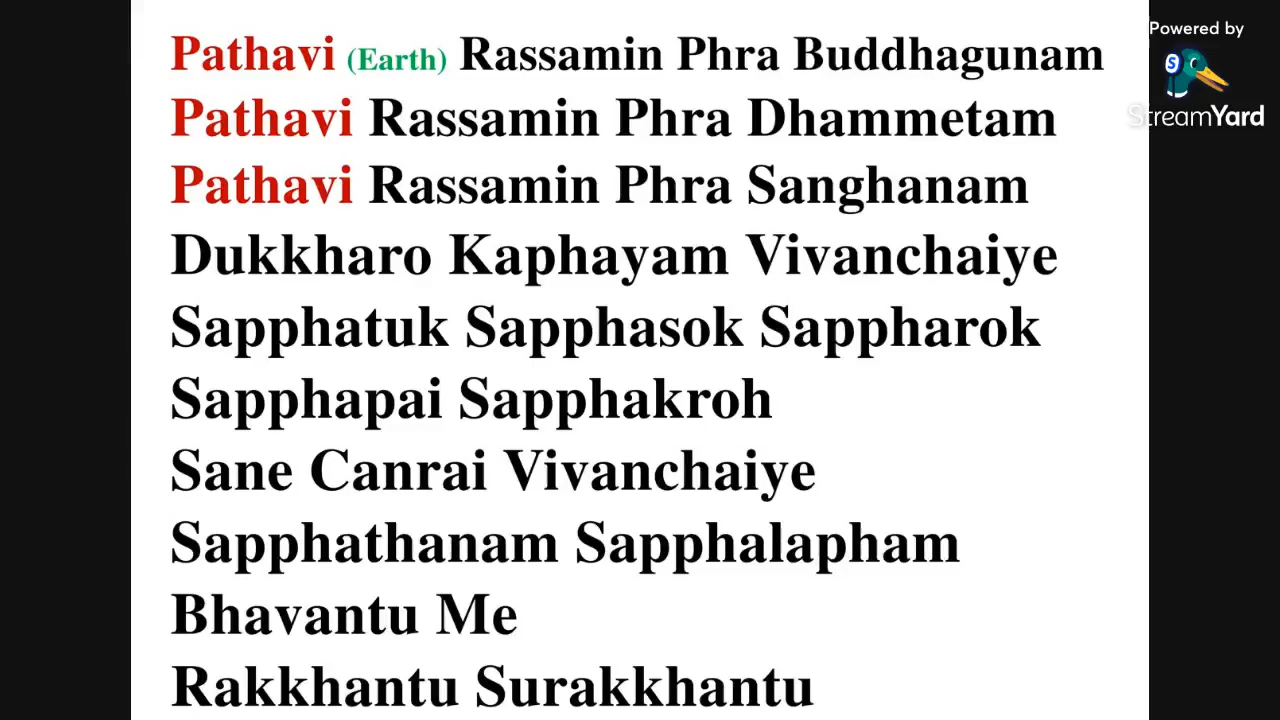 Pathavi (Earth) Rassamin Phra Buddhagunam
Pathavi Rassamin Phra Dhammetam
Pathavi Rassamin Phra Sanghanam
Dukkharo Kaphayam Vivanchaiye
Sapphatuk Sapphasok Sappharok
Sapphapai Sapphakroh
Sane Canrai Vivanchaiye
Sapphathanam Sapphalapham
Bhavantu Me
Rakkhantu Surakkhantu
Powered by
S
StreamYard